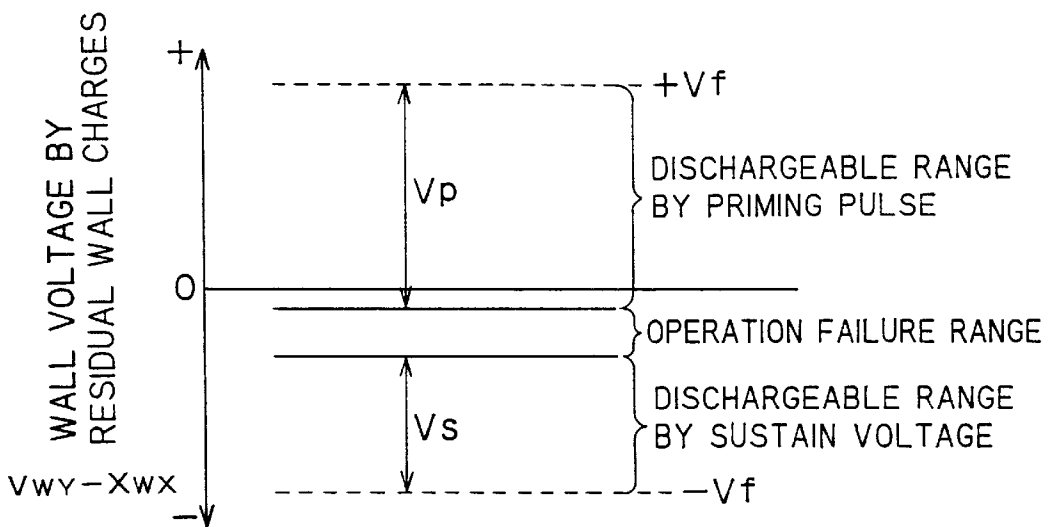 WALL VOLTAGE BY
RESIDUAL WALL CHARGES
+
+Vf
Vp
DISCHARGEABLE RANGE
BY PRIMING PULSE
0
OPERATION FAILURE RANGE
Vs
DISCHARGEABLE RANGE
BY SUSTAIN VOLTAGE
VWY-XWX
-Vf
-